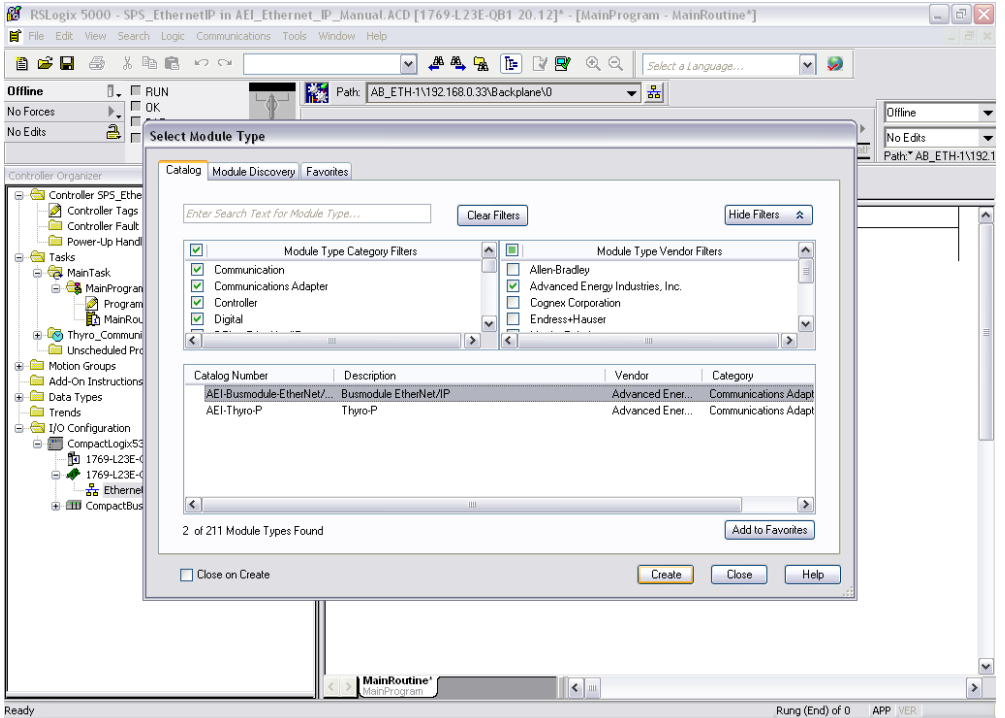 RSLogix 5000 - SPS_EthernetIP in AEI_Ethernet_IP_Manual.ACD [1769-L23E-QB1 20.12]* - [MainProgram - MainRoutine*]
File Edit View Search Logic Communications Tools Window Help
Select a Language...
Offline
RUN
Path: AB_ETH-1\192.168.0.33\Backplane\0
No Forces
OK
Offline
No Edits
No Edits
Path:* AB_ETH-1\192.1
Select Module Type
Controller Organizer
Catalog Module Discovery Favorites
Controller SPS_Ethe
Controller Tags
Controller Fault
Power-Up Handl
Tasks
MainTask
MainProgram
Program
MainRou
Thyro_Communi
Unscheduled Pro
Motion Groups
Add-On Instructions
Data Types
Trends
I/O Configuration
CompactLogix53
1769-L23E-
1769-L23E-
Etherne
CompactBus
Enter Search Text for Module Type...
Clear Filters
Hide Filters
Module Type Category Filters
Communication
Communications Adapter
Controller
Digital
Module Type Vendor Filters
Allen-Bradley
Advanced Energy Industries, Inc.
Cognex Corporation
Endress+Hauser
Catalog Number Description Vendor Category
AEI-Busmodule-EtherNet/... Busmodule EtherNet/IP Advanced Ener... Communications Adapt
AEI-Thyro-P Thyro-P Advanced Ener... Communications Adapt
2 of 211 Module Types Found
Add to Favorites
Close on Create
Create Close Help
MainRoutine*
MainProgram
Ready
Rung (End) of 0 APP VER